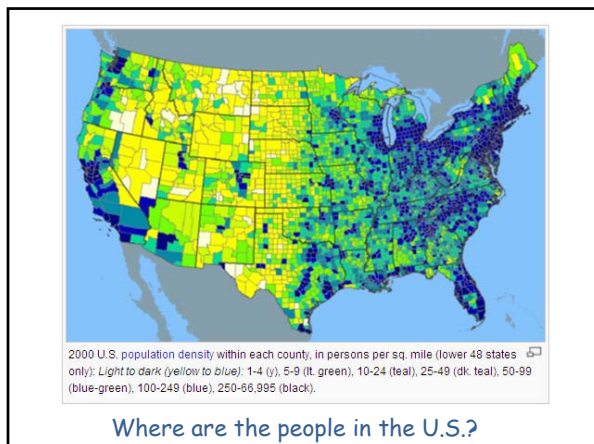 2000 U.S. population density within each county, in persons per sq. mile (lower 48 states
only): Light to dark (yellow to blue): 1-4 (y), 5-9 (lt. green), 10-24 (teal), 25-49 (dk. teal), 50-99
(blue-green), 100-249 (blue), 250-66,995 (black).
Where are the people in the U.S.?